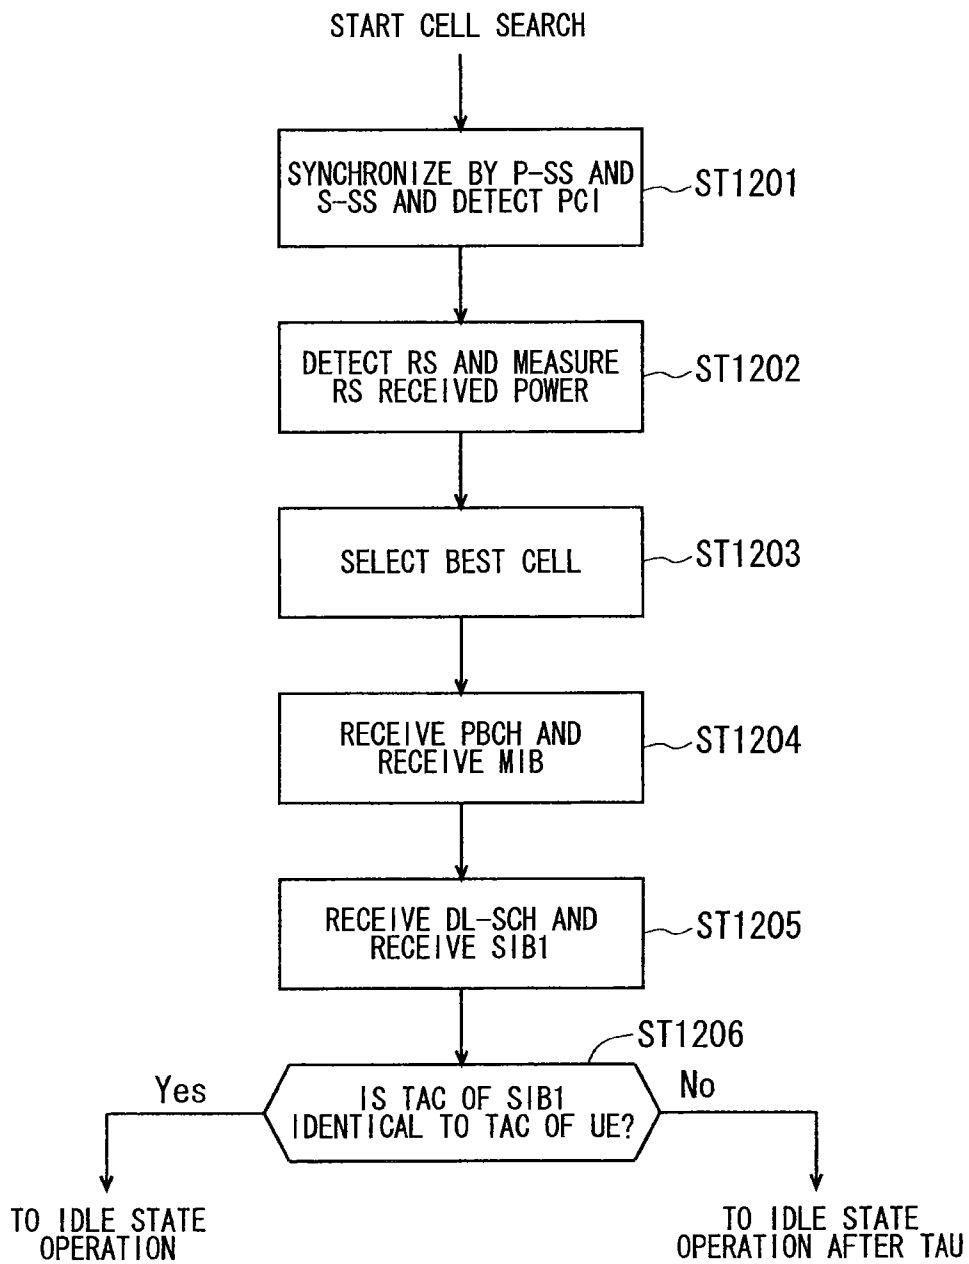 START CELL SEARCH
SYNCHRONIZE BY P-SS AND
S-SS AND DETECT PCI
ST1201
DETECT RS AND MEASURE
RS RECEIVED POWER
ST1202
SELECT BEST CELL
ST1203
RECEIVE PBCH AND
RECEIVE MIB
ST1204
RECEIVE DL-SCH AND
RECEIVE SIB1
ST1205
ST1206
IS TAC OF SIB1
IDENTICAL TO TAC OF UE?
Yes
No
TO IDLE STATE
OPERATION
TO IDLE STATE
OPERATION AFTER TAU